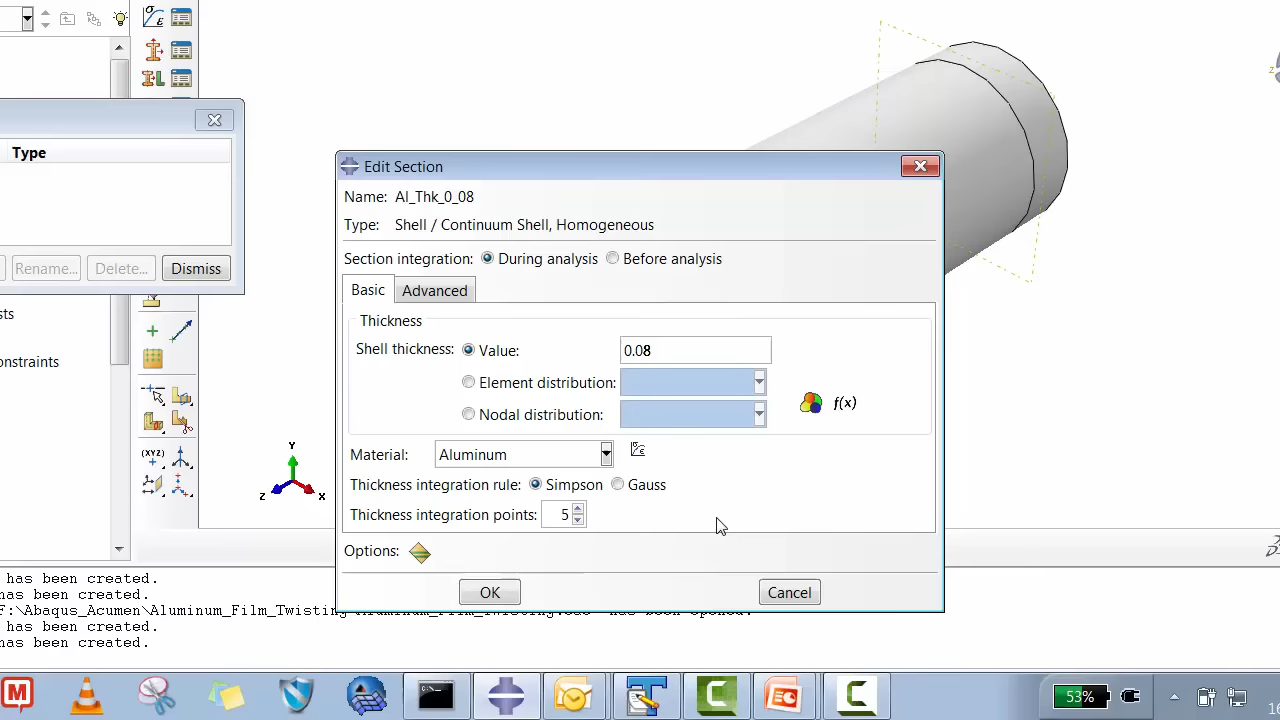 Type
Rename...
Delete...
Dismiss
Edit Section
Name: Al_Thk_0_08
Type: Shell / Continuum Shell, Homogeneous
Section integration: During analysis Before analysis
Basic Advanced
Thickness
Shell thickness: Value: 0.08
Element distribution:
Nodal distribution:
f(x)
Material: Aluminum
Thickness integration rule: Simpson Gauss
Thickness integration points: 5
Options:
OK Cancel
sts
onstraints
(XYZ)
Y
Z
X
z
has been created.
F:\Abaqus_Acumen\Aluminum_Film_Twisting
has been created.
has been created.
M
C:\_
53%
16